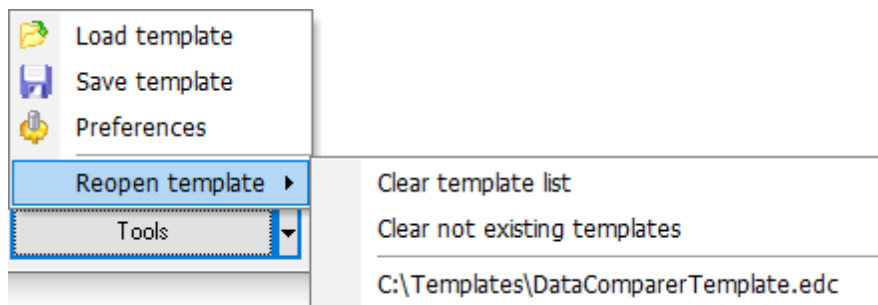 Load template
Save template
Preferences
Reopen template
Clear template list
Tools
Clear not existing templates
C:\Templates\DataComparerTemplate.edc